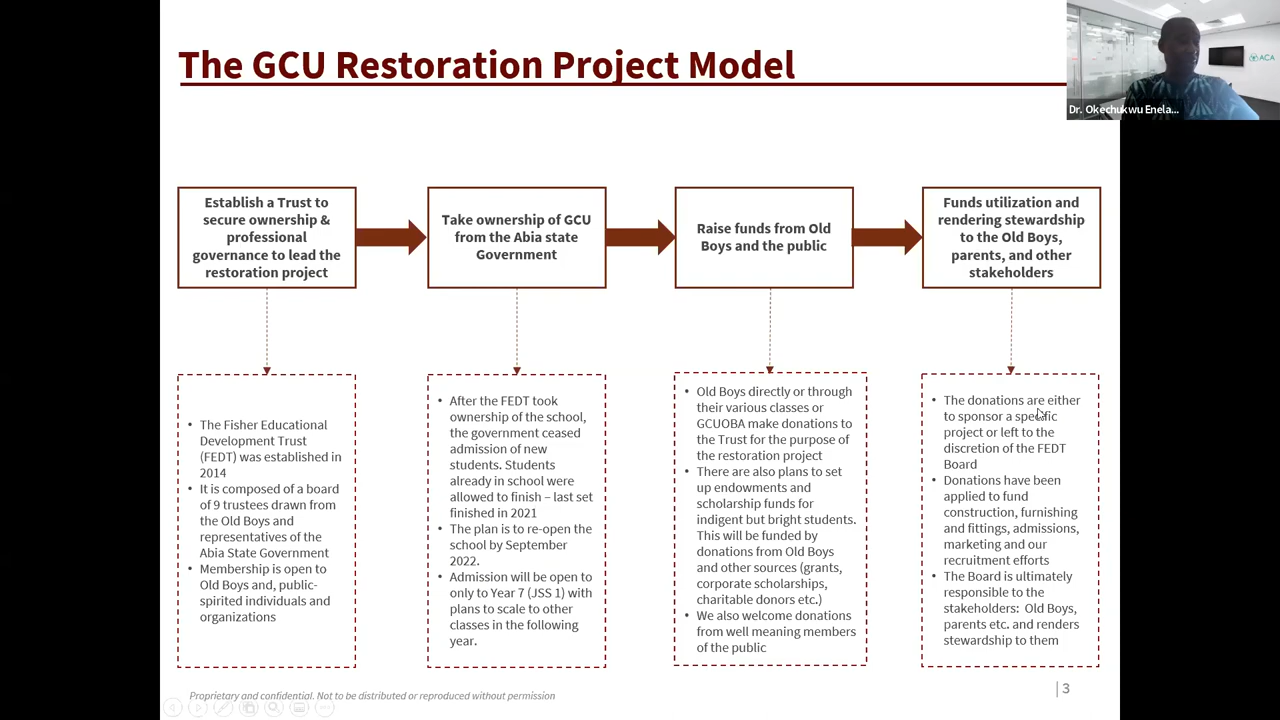 The GCU Restoration Project Model
ACA
Dr. Okechukwu Enela...
Establish a Trust to
secure ownership &
professional
governance to lead the
restoration project
Take ownership of GCU
from the Abia state
Government
Raise funds from Old
Boys and the public
Funds utilization and
rendering stewardship
to the Old Boys,
parents, and other
stakeholders
• The Fisher Educational
Development Trust
(FEDT) was established in
2014
• It is composed of a board
of 9 trustees drawn from
the Old Boys and
representatives of the
Abia State Government
• Membership is open to
Old Boys and, public-
spirited individuals and
organizations
• After the FEDT took
ownership of the school,
the government ceased
admission of new
students. Students
already in school were
allowed to finish – last set
finished in 2021
• The plan is to re-open the
school by September
2022.
• Admission will be open to
only to Year 7 (JSS 1) with
plans to scale to other
classes in the following
year.
• Old Boys directly or through
their various classes or
GCUOBA make donations to
the Trust for the purpose of
the restoration project
• There are also plans to set
up endowments and
scholarship funds for
indigent but bright students.
This will be funded by
donations from Old Boys
and other sources (grants,
corporate scholarships,
charitable donors etc.)
• We also welcome donations
from well meaning members
of the public
• The donations are either
to sponsor a specific
project or left to the
discretion of the FEDT
Board
• Donations have been
applied to fund
construction, furnishing
and fittings, admissions,
marketing and our
recruitment efforts
• The Board is ultimately
responsible to the
stakeholders: Old Boys,
parents etc. and renders
stewardship to them
Proprietary and confidential. Not to be distributed or reproduced without permission
| 3